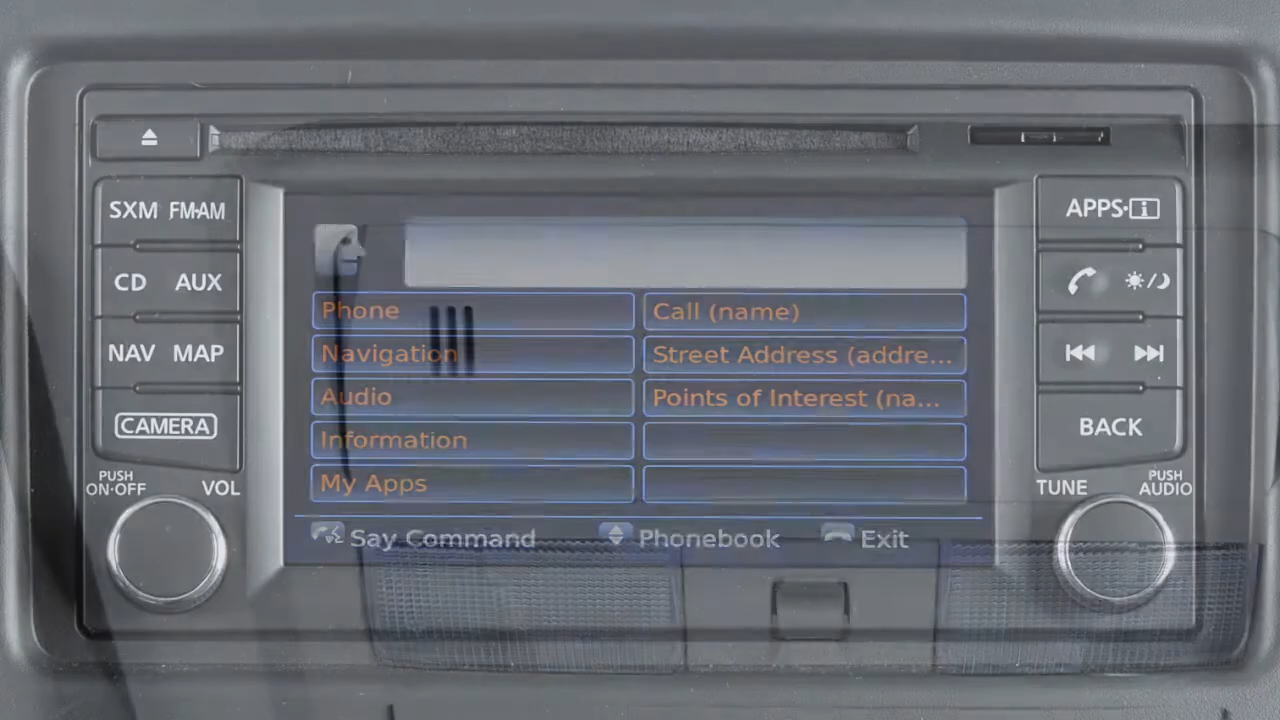 SXM FM·AM
CD AUX
NAV MAP
CAMERA
PUSH
ON·OFF VOL
Phone Call (name)
Navigation Street Address (addre...
Audio Points of Interest (na...
Information
My Apps
Say Command Phonebook Exit
APPS·i
BACK
TUNE PUSH
AUDIO